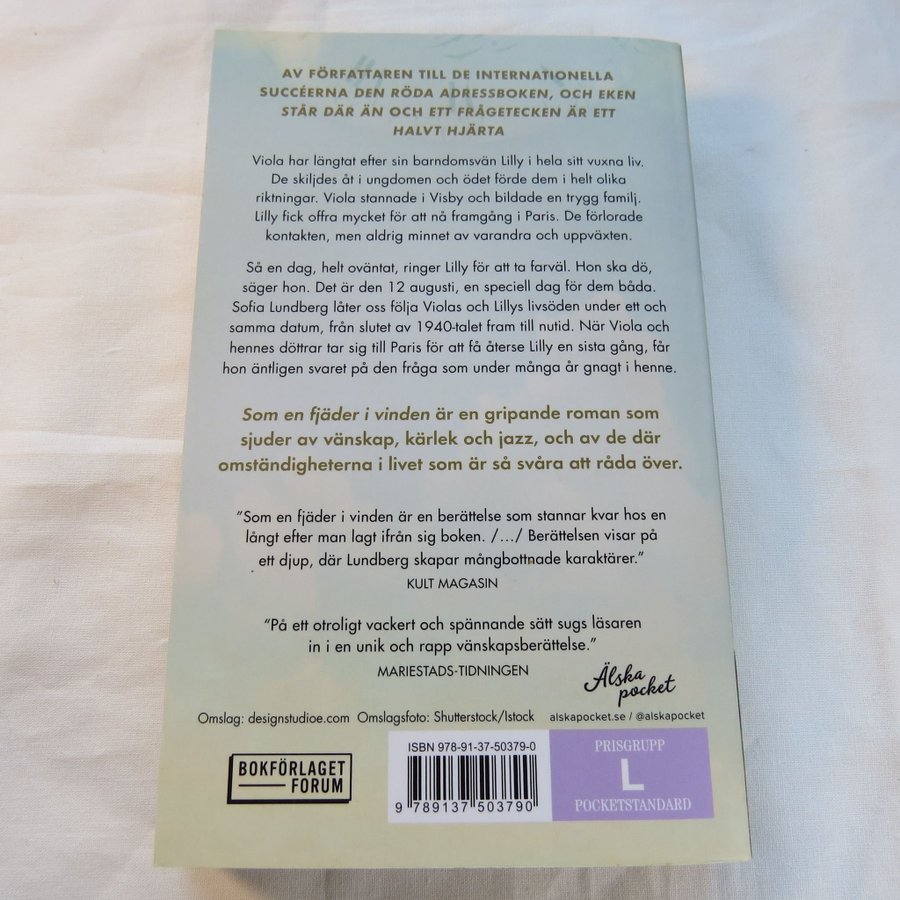 AV FÖRFATTAREN TILL DE INTERNATIONELLA
SUCCÉERNA DEN RÖDA ADRESSBOKEN, OCH EKEN
STÅR DÄR ÄN OCH ETT FRÅGETECKEN ÄR ETT
HALVT HJÄRTA
Viola har längtat efter sin barndomsvän Lilly i hela sitt vuxna liv.
De skiljdes åt i ungdomen och ödet förde dem i helt olika
riktningar. Viola stannade i Visby och bildade en trygg familj.
Lilly fick offra mycket för att nå framgång i Paris. De förlorade
kontakten, men aldrig minnet av varandra och uppväxten.
Så en dag, helt oväntat, ringer Lilly för att ta farväl. Hon ska dö,
säger hon. Det är den 12 augusti, en speciell dag för dem båda.
Sofia Lundberg låter oss följa Violas och Lillys livsöden under ett och
samma datum, från slutet av 1940-talet fram till nutid. När Viola och
hennes döttrar tar sig till Paris för att få återse Lilly en sista gång, får
hon äntligen svaret på den fråga som under många år gnagt i henne.
Som en fjäder i vinden är en gripande roman som
sjuder av vänskap, kärlek och jazz, och av de där
omständigheterna i livet som är så svåra att råda över.
”Som en fjäder i vinden är en berättelse som stannar kvar hos en
långt efter man lagt ifrån sig boken. /…/ Berättelsen visar på
ett djup, där Lundberg skapar mångbottnade karaktärer.”
KULT MAGASIN
”På ett otroligt vackert och spännande sätt sugs läsaren
in i en unik och rapp vänskapsberättelse.”
MARIESTADS-TIDNINGEN
Älska
pocket
Omslag: designstudioe.com Omslagsfoto: Shutterstock/Istock
alskapocket.se / @alskapocket
BOKFÖRLAGET
FORUM
ISBN 978-91-37-50379-0
9 789137 503790
PRISGRUPP
L
POCKETSTANDARD